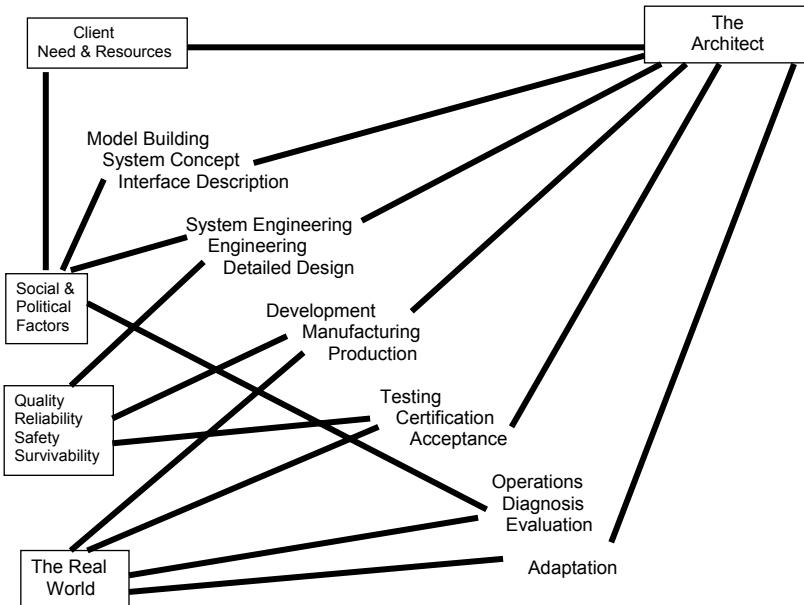 Client
Need & Resources
The
Architect
Model Building
System Concept
Interface Description
System Engineering
Engineering
Detailed Design
Social &
Political
Factors
Development
Manufacturing
Production
Quality
Reliability
Safety
Survivability
Testing
Certification
Acceptance
Operations
Diagnosis
Evaluation
The Real
World
Adaptation